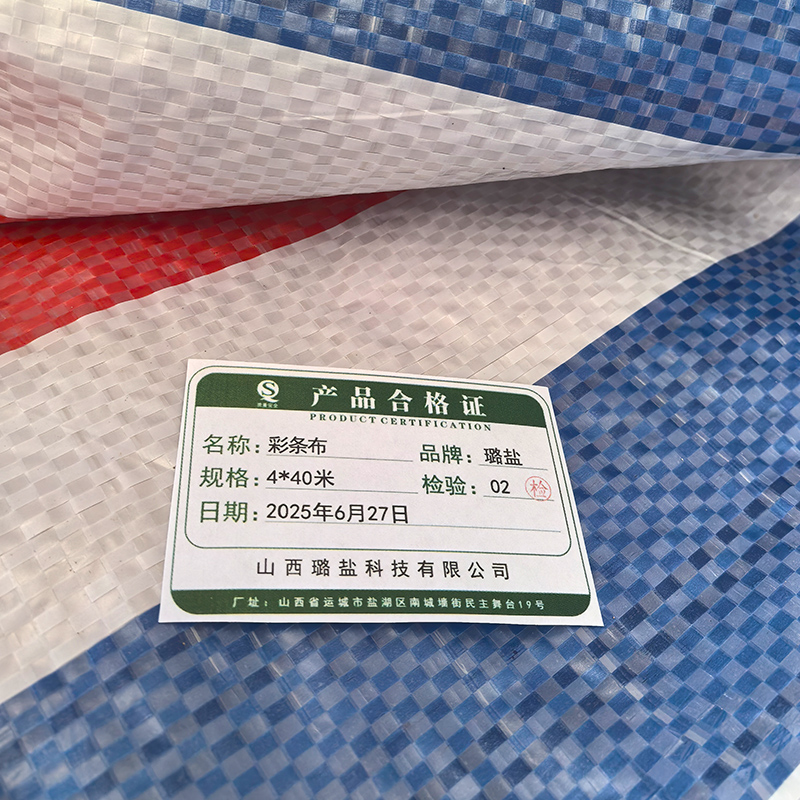 产品合格证
PRODUCT CERTIFICATION
名称：彩条布 品牌：璐盐
规格：4*40米 检验：02 检
日期：2025年6月27日
山西璐盐科技有限公司
厂址：山西省运城市盐湖区南城墙街民主舞台19号